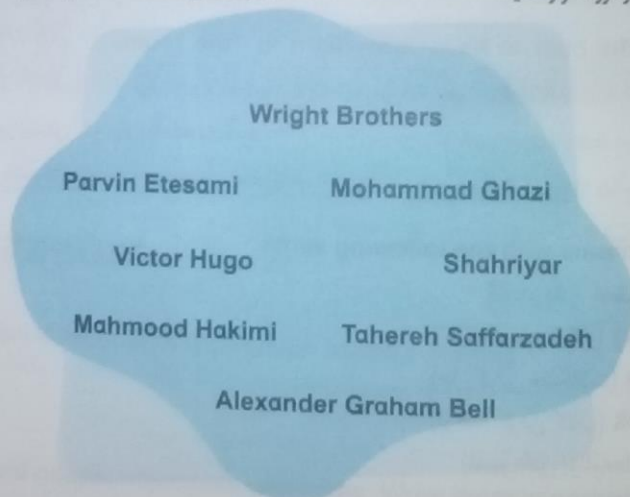 Wright Brothers
Parvin Etesami Mohammad Ghazi
Victor Hugo Shahriyar
Mahmood Hakimi Tahereh Saffarzadeh
Alexander Graham Bell